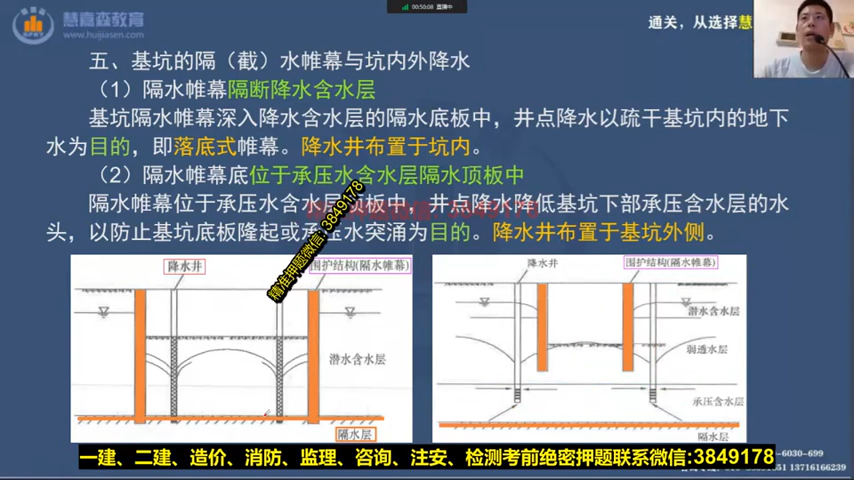 00:50:08 直播中
慧嘉森教育
www.huijiasen.com
通关，从选择慧
五、基坑的隔（截）水帷幕与坑内外降水
（1）隔水帷幕隔断降水含水层
基坑隔水帷幕深入降水含水层的隔水底板中，井点降水以疏干基坑内的地下
水为目的，即落底式帷幕。降水井布置于坑内。
（2）隔水帷幕底位于承压水含水层隔水顶板中
隔水帷幕位于承压水含水层顶板中，井点降水降低基坑下部承压含水层的水
头，以防止基坑底板隆起或承压水突涌为目的。降水井布置于基坑外侧。
精准押题微信:3849178
降水井
围护结构(隔水帷幕)
潜水含水层
隔水层
降水井
围护结构(隔水帷幕)
潜水含水层
弱透水层
承压含水层
隔水层
-6030-699
13716166239
一建、二建、造价、消防、监理、咨询、注安、检测考前绝密押题联系微信:3849178